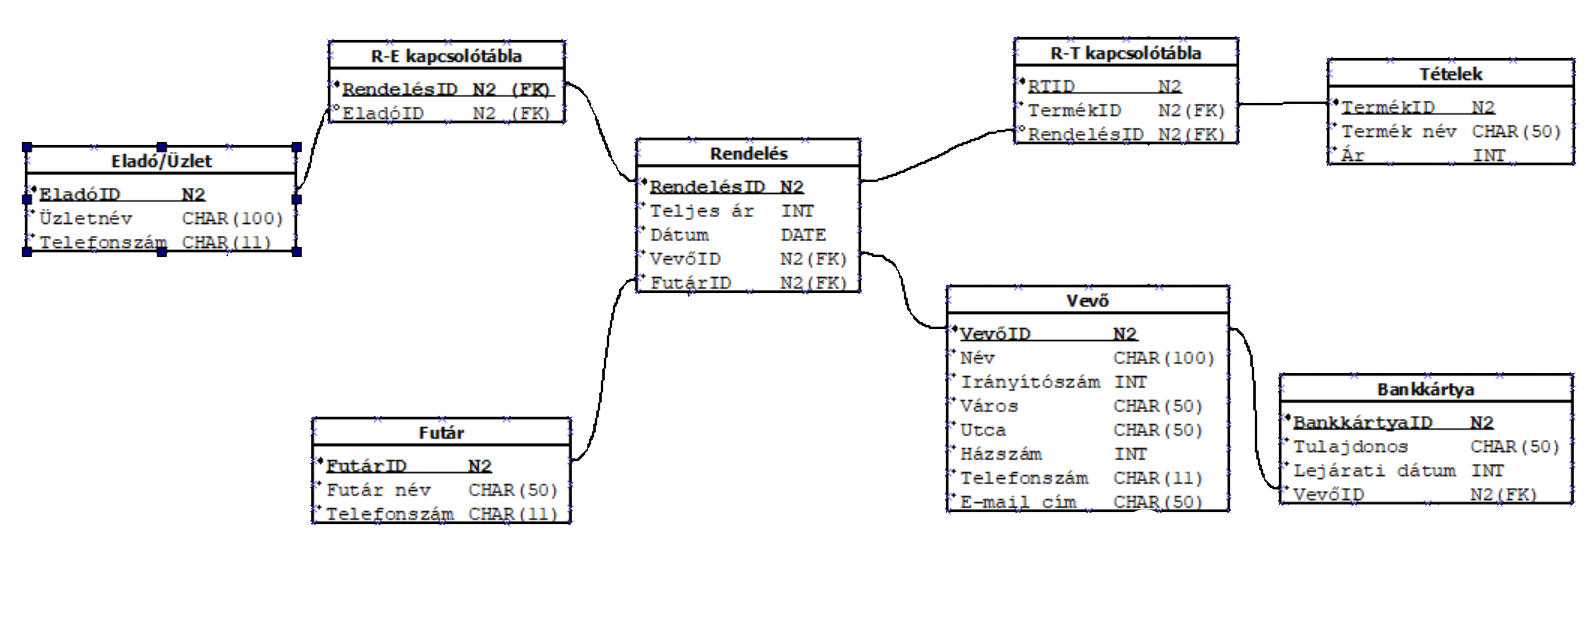 R-E kapcsolótábla
RendelésID N2 (FK)
EladóID N2 (FK)
Eladó/Üzlet
EladóID N2
Üzletnév CHAR(100)
Telefonszám CHAR(11)
Rendelés
RendelésID N2
Teljes ár INT
Dátum DATE
VevőID N2(FK)
FutárID N2(FK)
R-T kapcsolótábla
RTID N2
TermékID N2(FK)
RendelésID N2(FK)
Tételek
TermékID N2
Termék név CHAR(50)
Ár INT
Futár
FutárID N2
Futár név CHAR(50)
Telefonszám CHAR(11)
Vevő
VevőID N2
Név CHAR(100)
Irányítószám INT
Város CHAR(50)
Utca CHAR(50)
Házszám INT
Telefonszám CHAR(11)
E-mail cím CHAR(50)
Bankkártya
BankkártyaID N2
Tulajdonos CHAR(50)
Lejárati dátum INT
VevőID N2(FK)